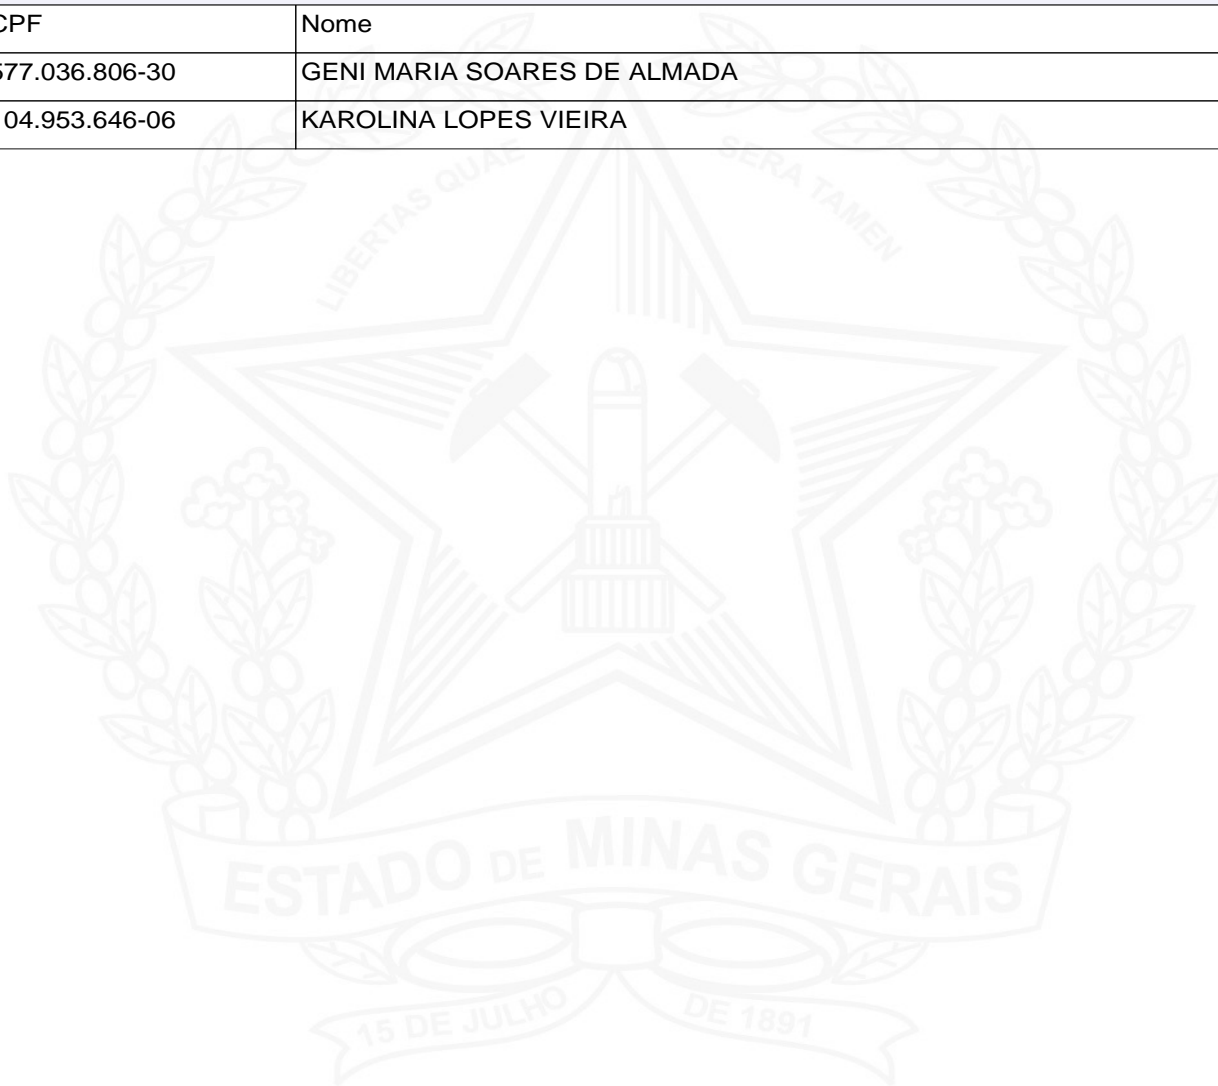 CPF Nome
577.036.806-30 GENI MARIA SOARES DE ALMADA
04.953.646-06 KAROLINA LOPES VIEIRA
LIBERTAS QUAE SERA TAMEN
ESTADO DE MINAS GERAIS
15 DE JULHO DE 1891